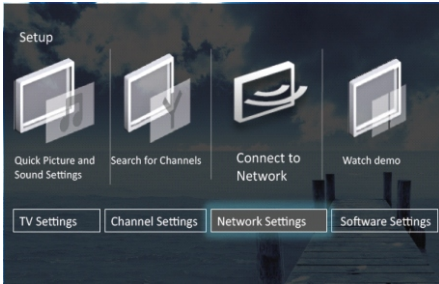 Setup
Quick Picture and
Sound Settings
Search for Channels
Connect to
Network
Watch demo
TV Settings
Channel Settings
Network Settings
Software Settings